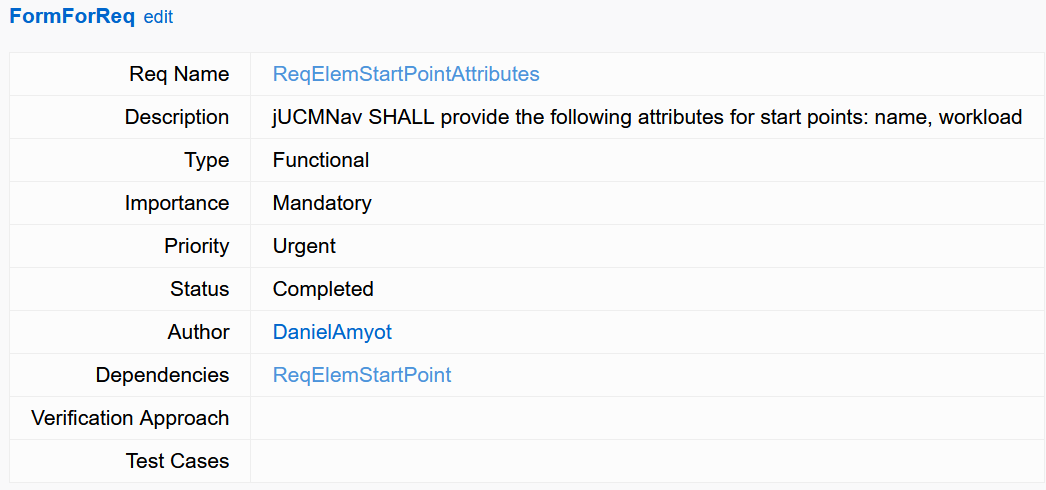 FormForReq edit
Req Name ReqElemStartPointAttributes
Description jUCMNav SHALL provide the following attributes for start points: name, workload
Type Functional
Importance Mandatory
Priority Urgent
Status Completed
Author DanielAmyot
Dependencies ReqElemStartPoint
Verification Approach
Test Cases